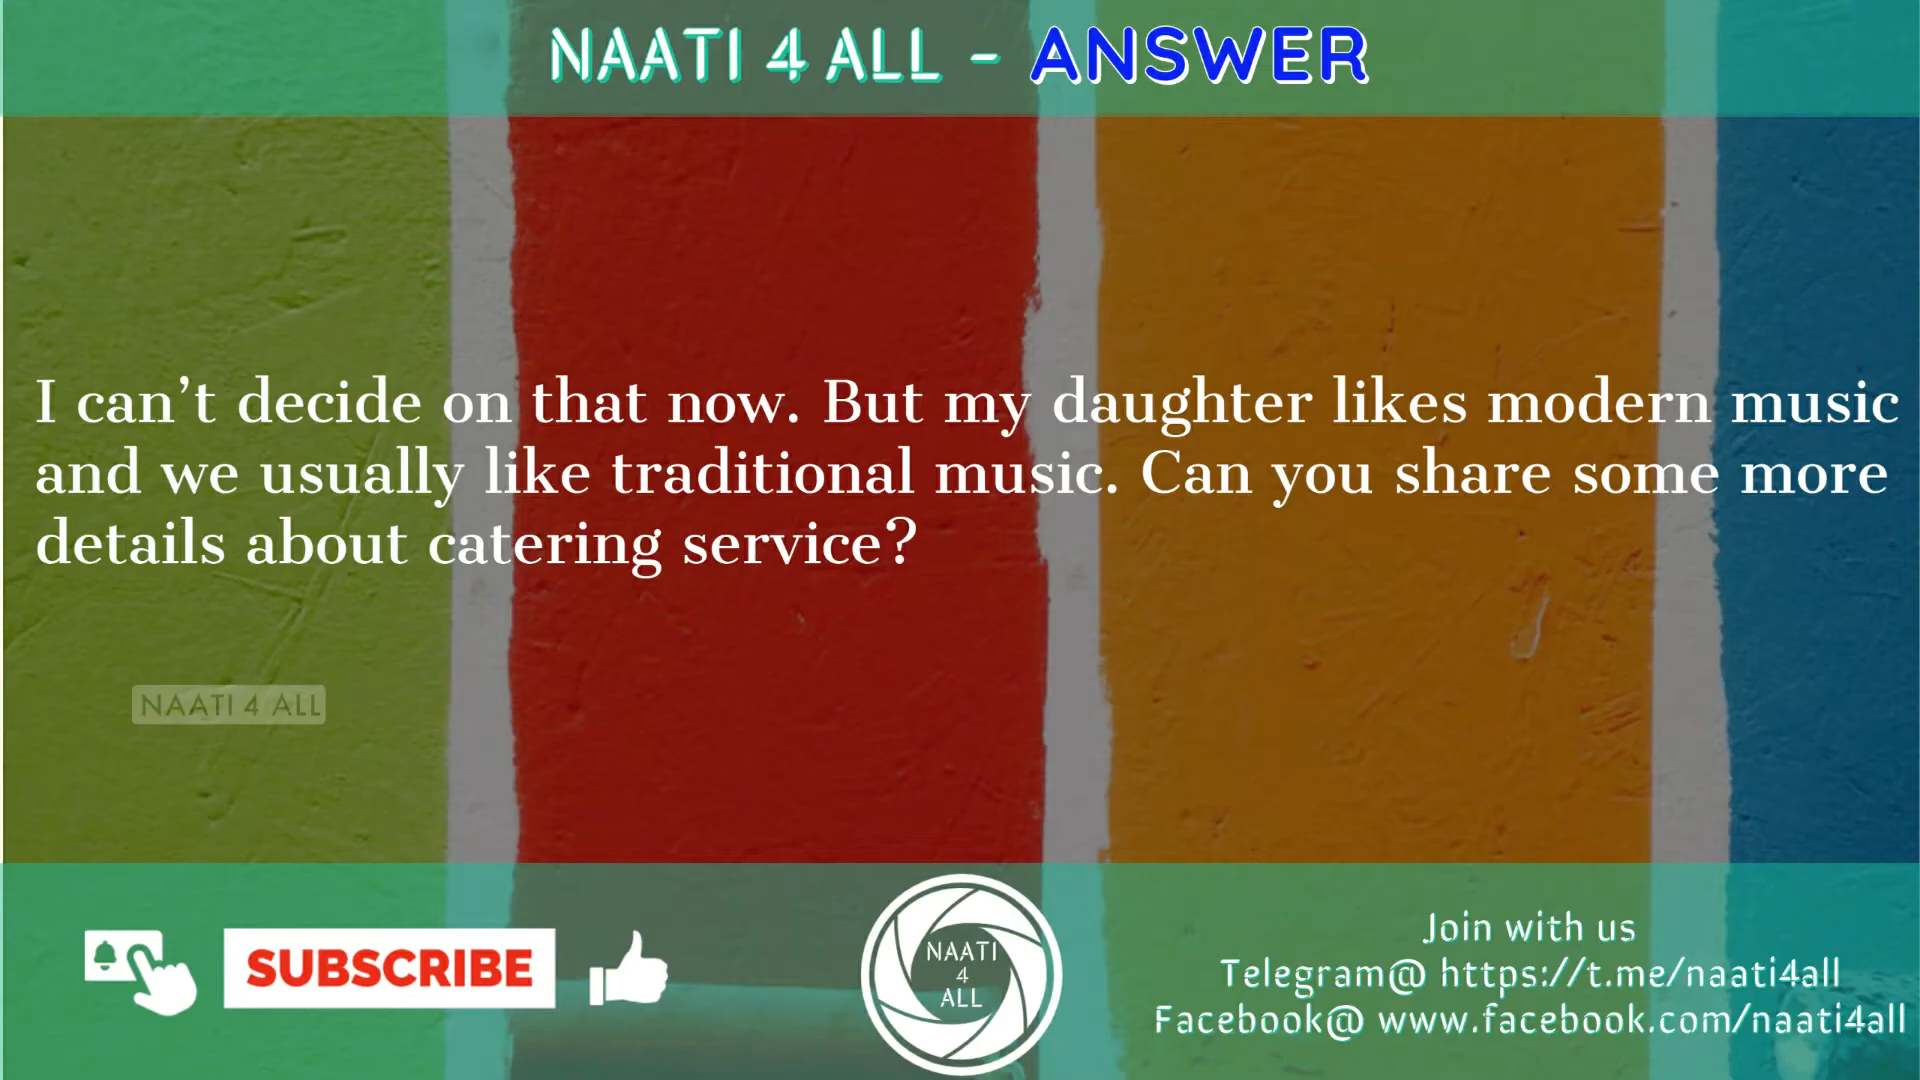 NAATI 4 ALL - ANSWER
I can’t decide on that now. But my daughter likes modern music
and we usually like traditional music. Can you share some more
details about catering service?
NAATI 4 ALL
SUBSCRIBE
NAATI
4
ALL
Join with us
Telegram@ https://t.me/naati4all
Facebook@ www.facebook.com/naati4all